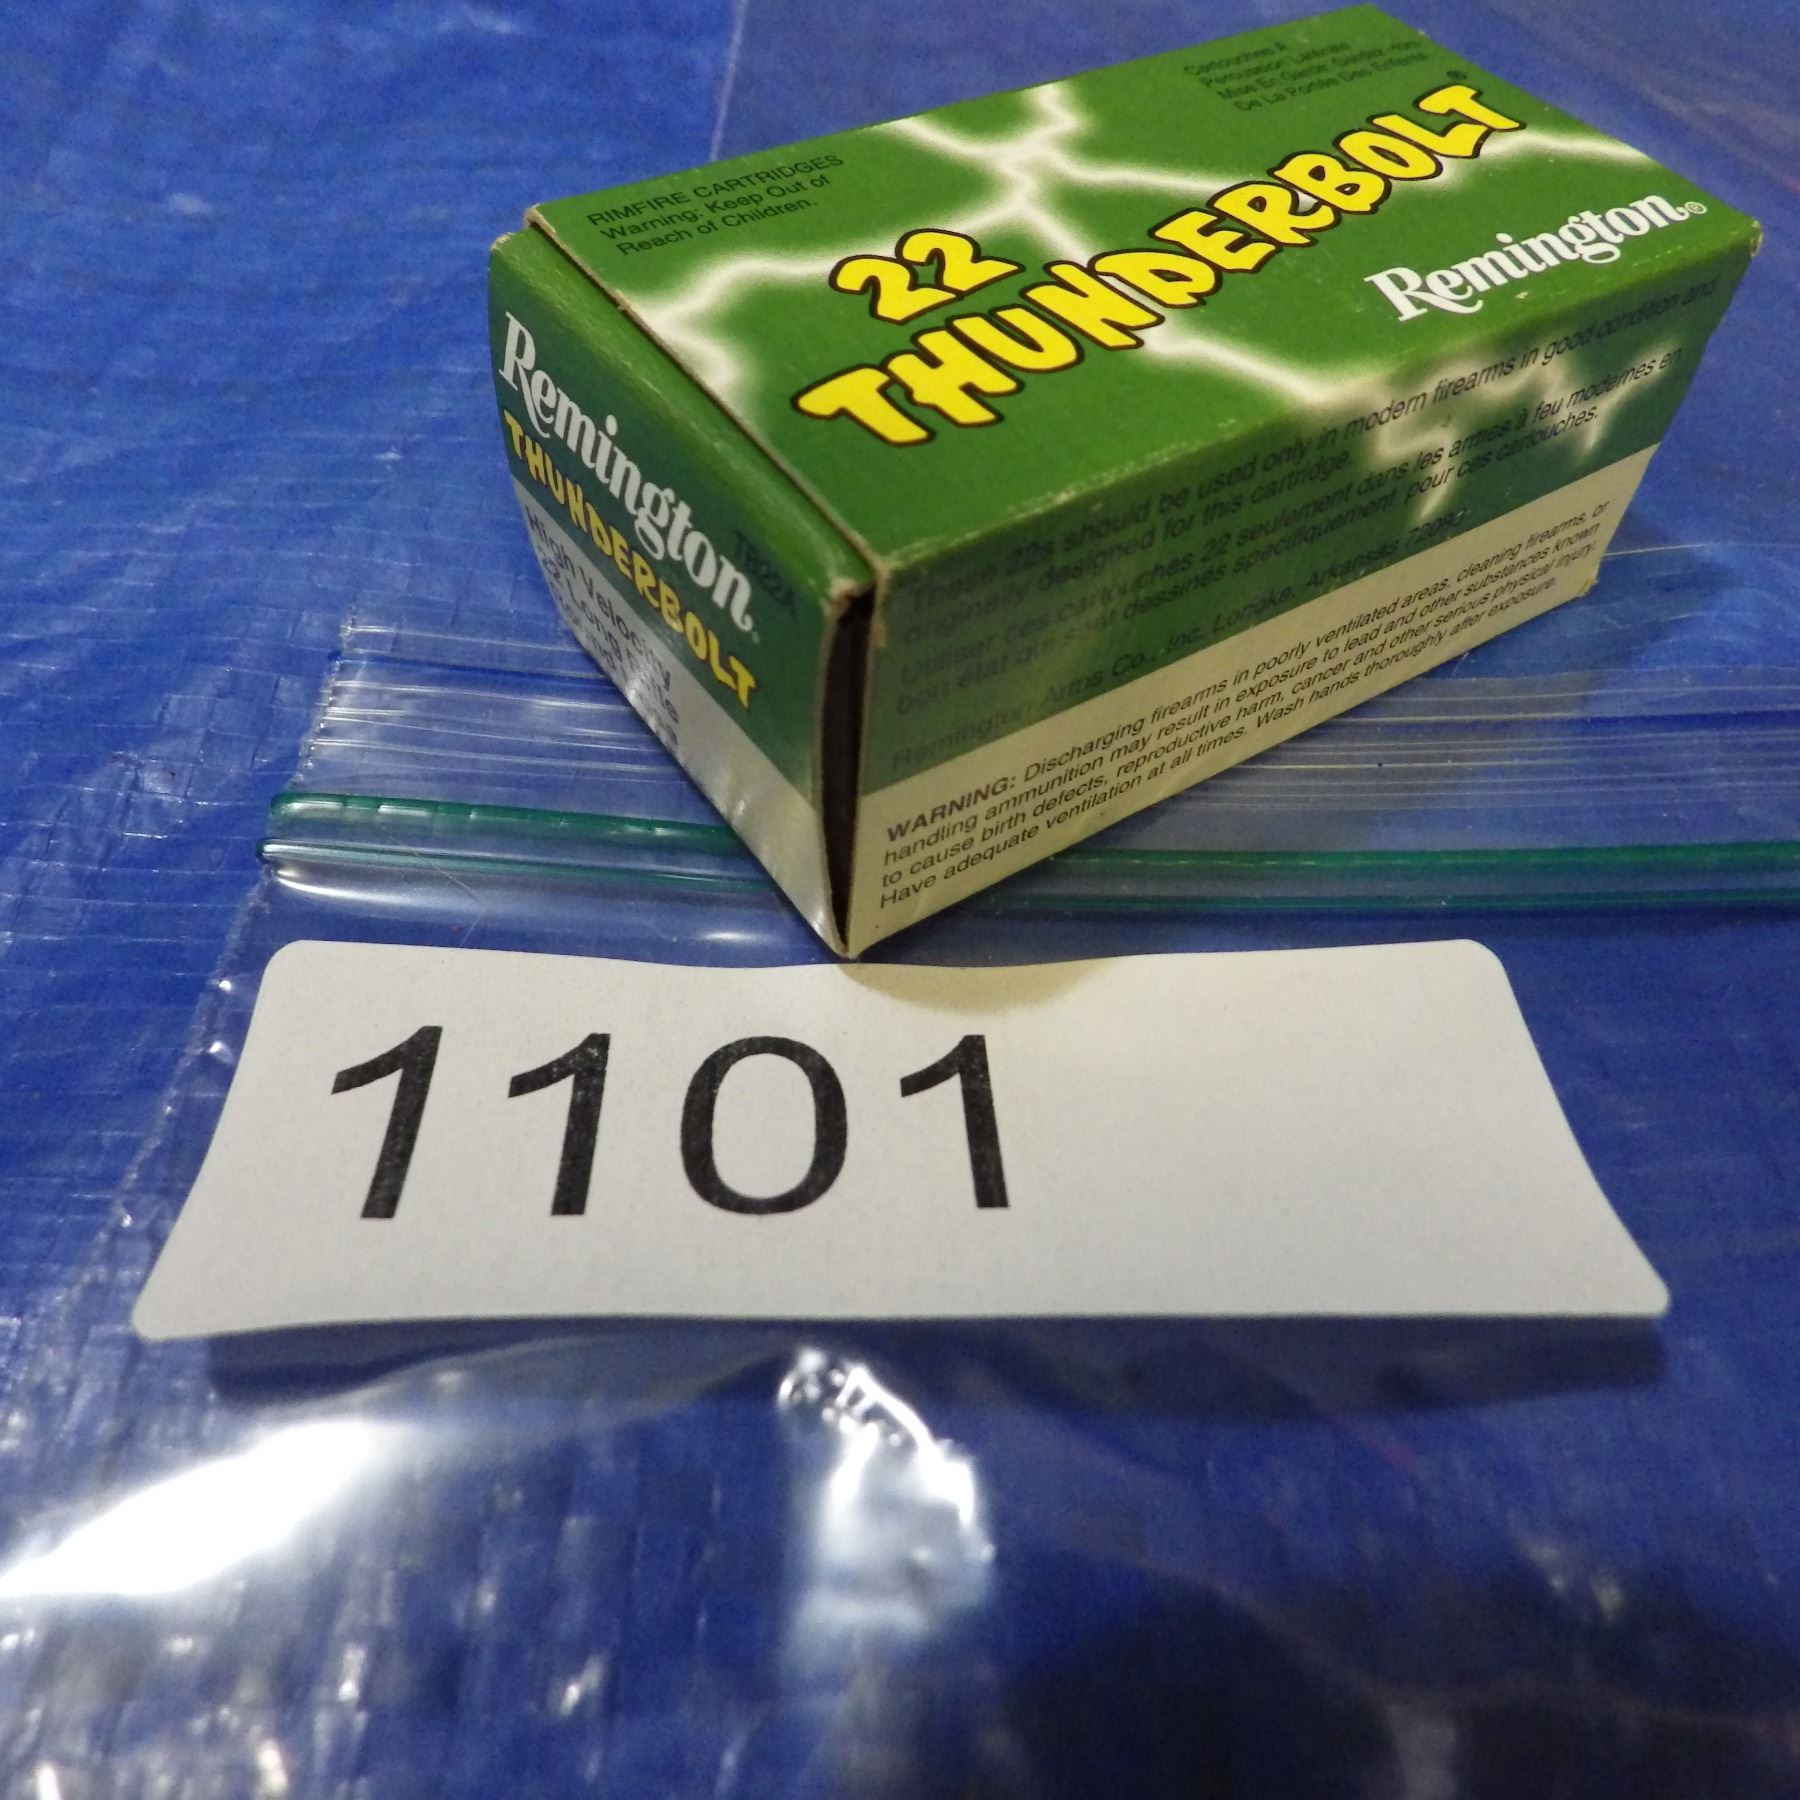 RIMFIRE CARTRIDGES
Warning: Keep Out of
Reach of Children.
Cartouches À
Percussion Latérale
Mise En Garde: Gardez-
De La Portée Des Enfants
22
THUNDERBOLT®
Remington®
Remington.
THUNDERBOLT
High Velocity
22 Long Rifle
These 22s should be used only in modern firearms in good condition and
originally designed for this cartridge.
Utiliser ces cartouches 22 seulement dans les armes à feu modernes en
bon état qui sont dessinés specifiquement pour ces cartouches.
Remington Arms Co., Inc. Lonoke, Arkansas 72086
WARNING: Discharging firearms in poorly ventilated areas, cleaning firearms, or
handling ammunition may result in exposure to lead and other substances known
to cause birth defects, reproductive harm, cancer and other serious physical injury.
Have adequate ventilation at all times. Wash hands thoroughly after exposure.
1101